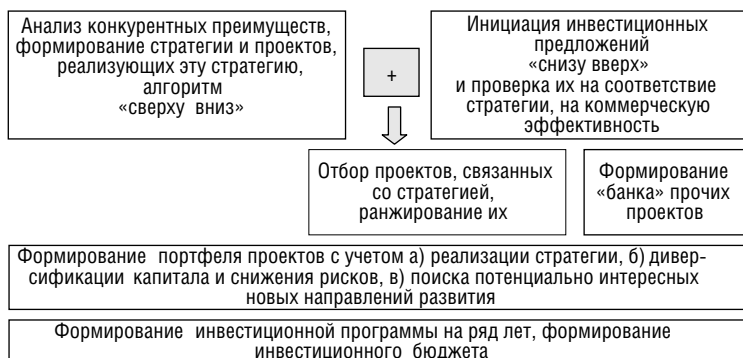 Анализ конкурентных преимуществ,
формирование стратегии и проектов,
реализующих эту стратегию,
алгоритм
«сверху вниз»
+
Инициация инвестиционных
предложений
«снизу вверх»
и проверка их на соответствие
стратегии, на коммерческую
эффективность
Отбор проектов, связанных
со стратегией,
ранжирование их
Формирование
«банка» прочих
проектов
Формирование портфеля проектов с учетом а) реализации стратегии, б) дивер-
сификации капитала и снижения рисков, в) поиска потенциально интересных
новых направлений развития
Формирование инвестиционной программы на ряд лет, формирование
инвестиционного бюджета